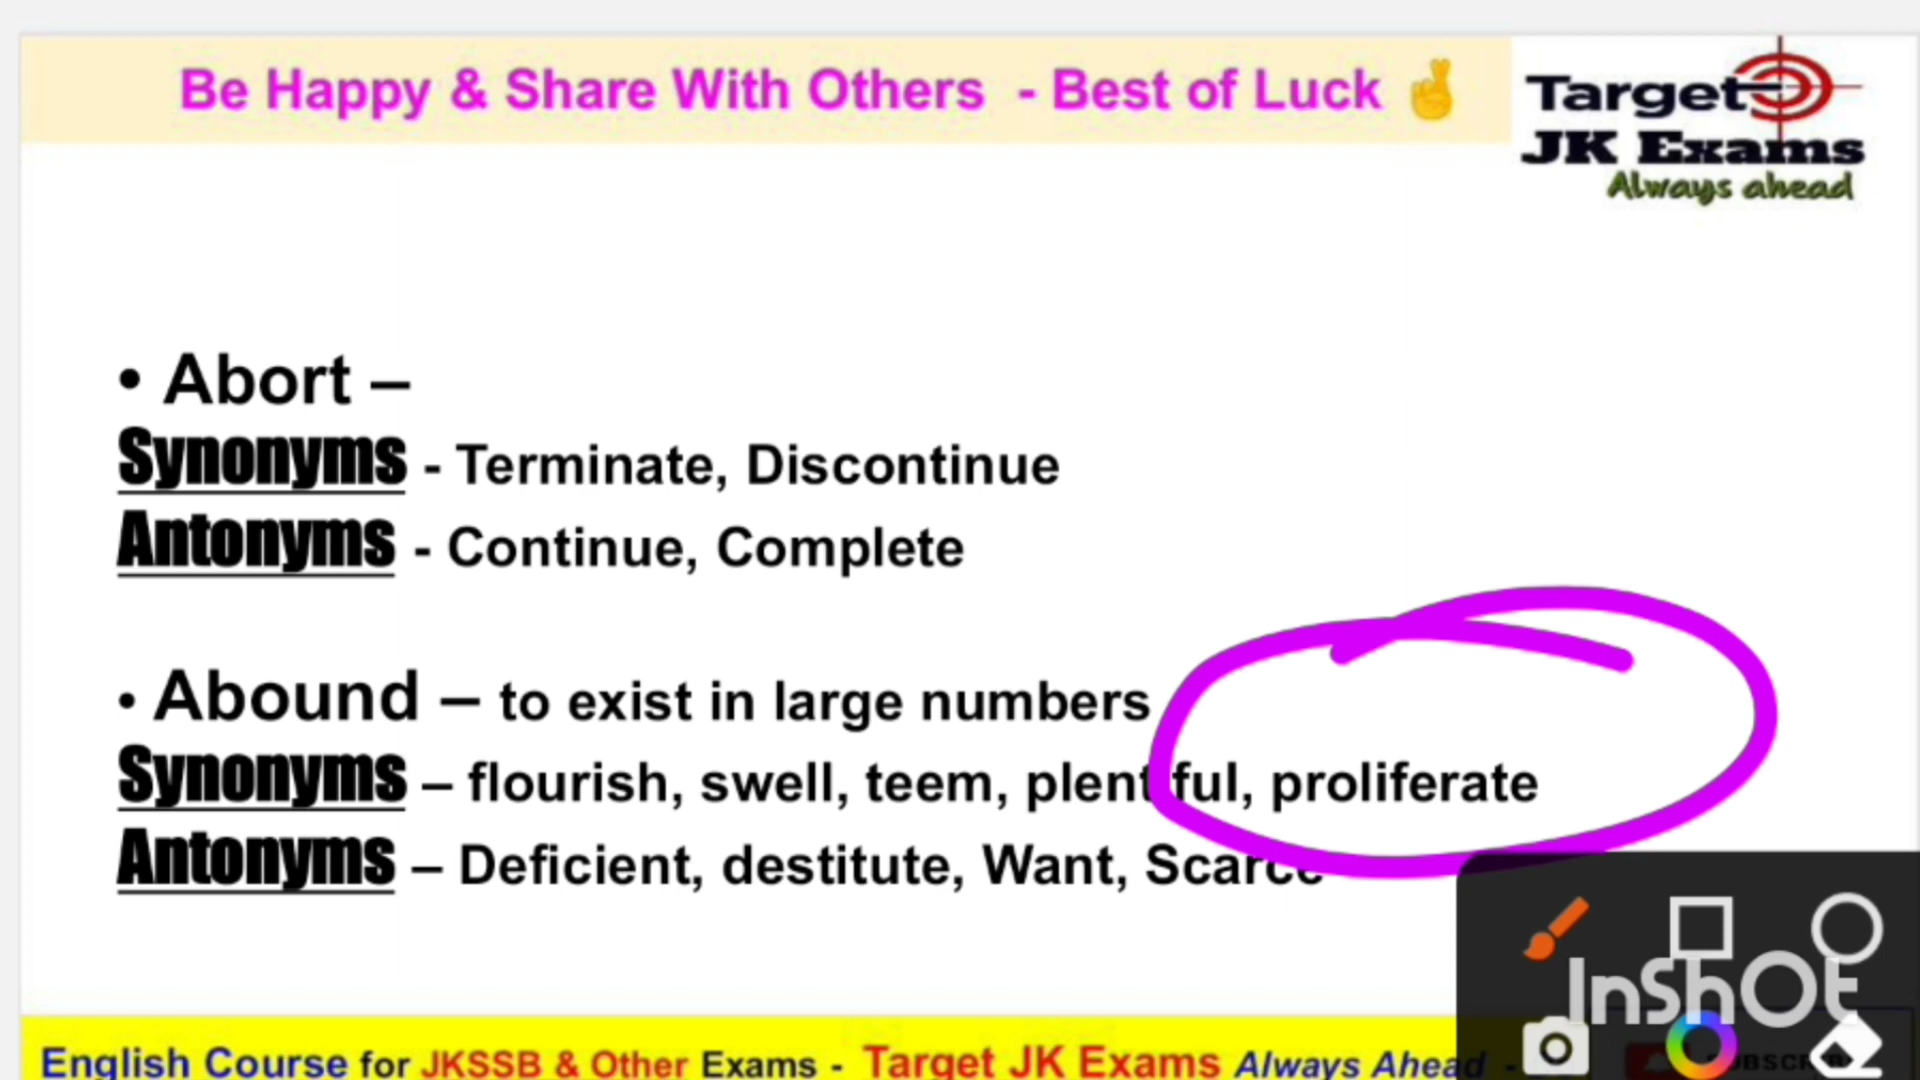 Be Happy & Share With Others - Best of Luck 🤞
Target
JK Exams
Always ahead
• Abort –
Synonyms - Terminate, Discontinue
Antonyms - Continue, Complete
• Abound – to exist in large numbers
Synonyms – flourish, swell, teem, plentiful, proliferate
Antonyms – Deficient, destitute, Want, Scarce
InShOt
English Course for JKSSB & Other Exams - Target JK Exams Always Ahead -